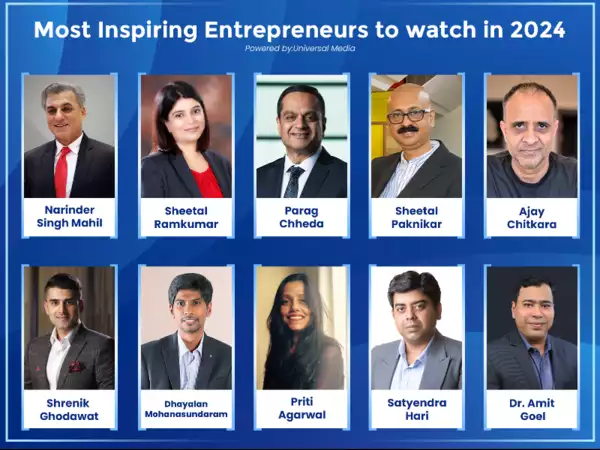 Most Inspiring Entrepreneurs to watch in 2024
Powered by:Universal Media
Narinder
Singh Mahil
Sheetal
Ramkumar
Parag
Chheda
Sheetal
Paknikar
Ajay
Chitkara
Shrenik
Ghodawat
Dhayalan
Mohanasundaram
Priti
Agarwal
Satyendra
Hari
Dr. Amit
Goel